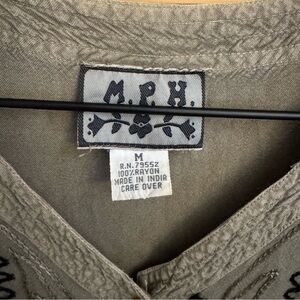 M.P.H.
M
R.N.79552
100%RAYON
MADE IN INDIA
CARE OVER